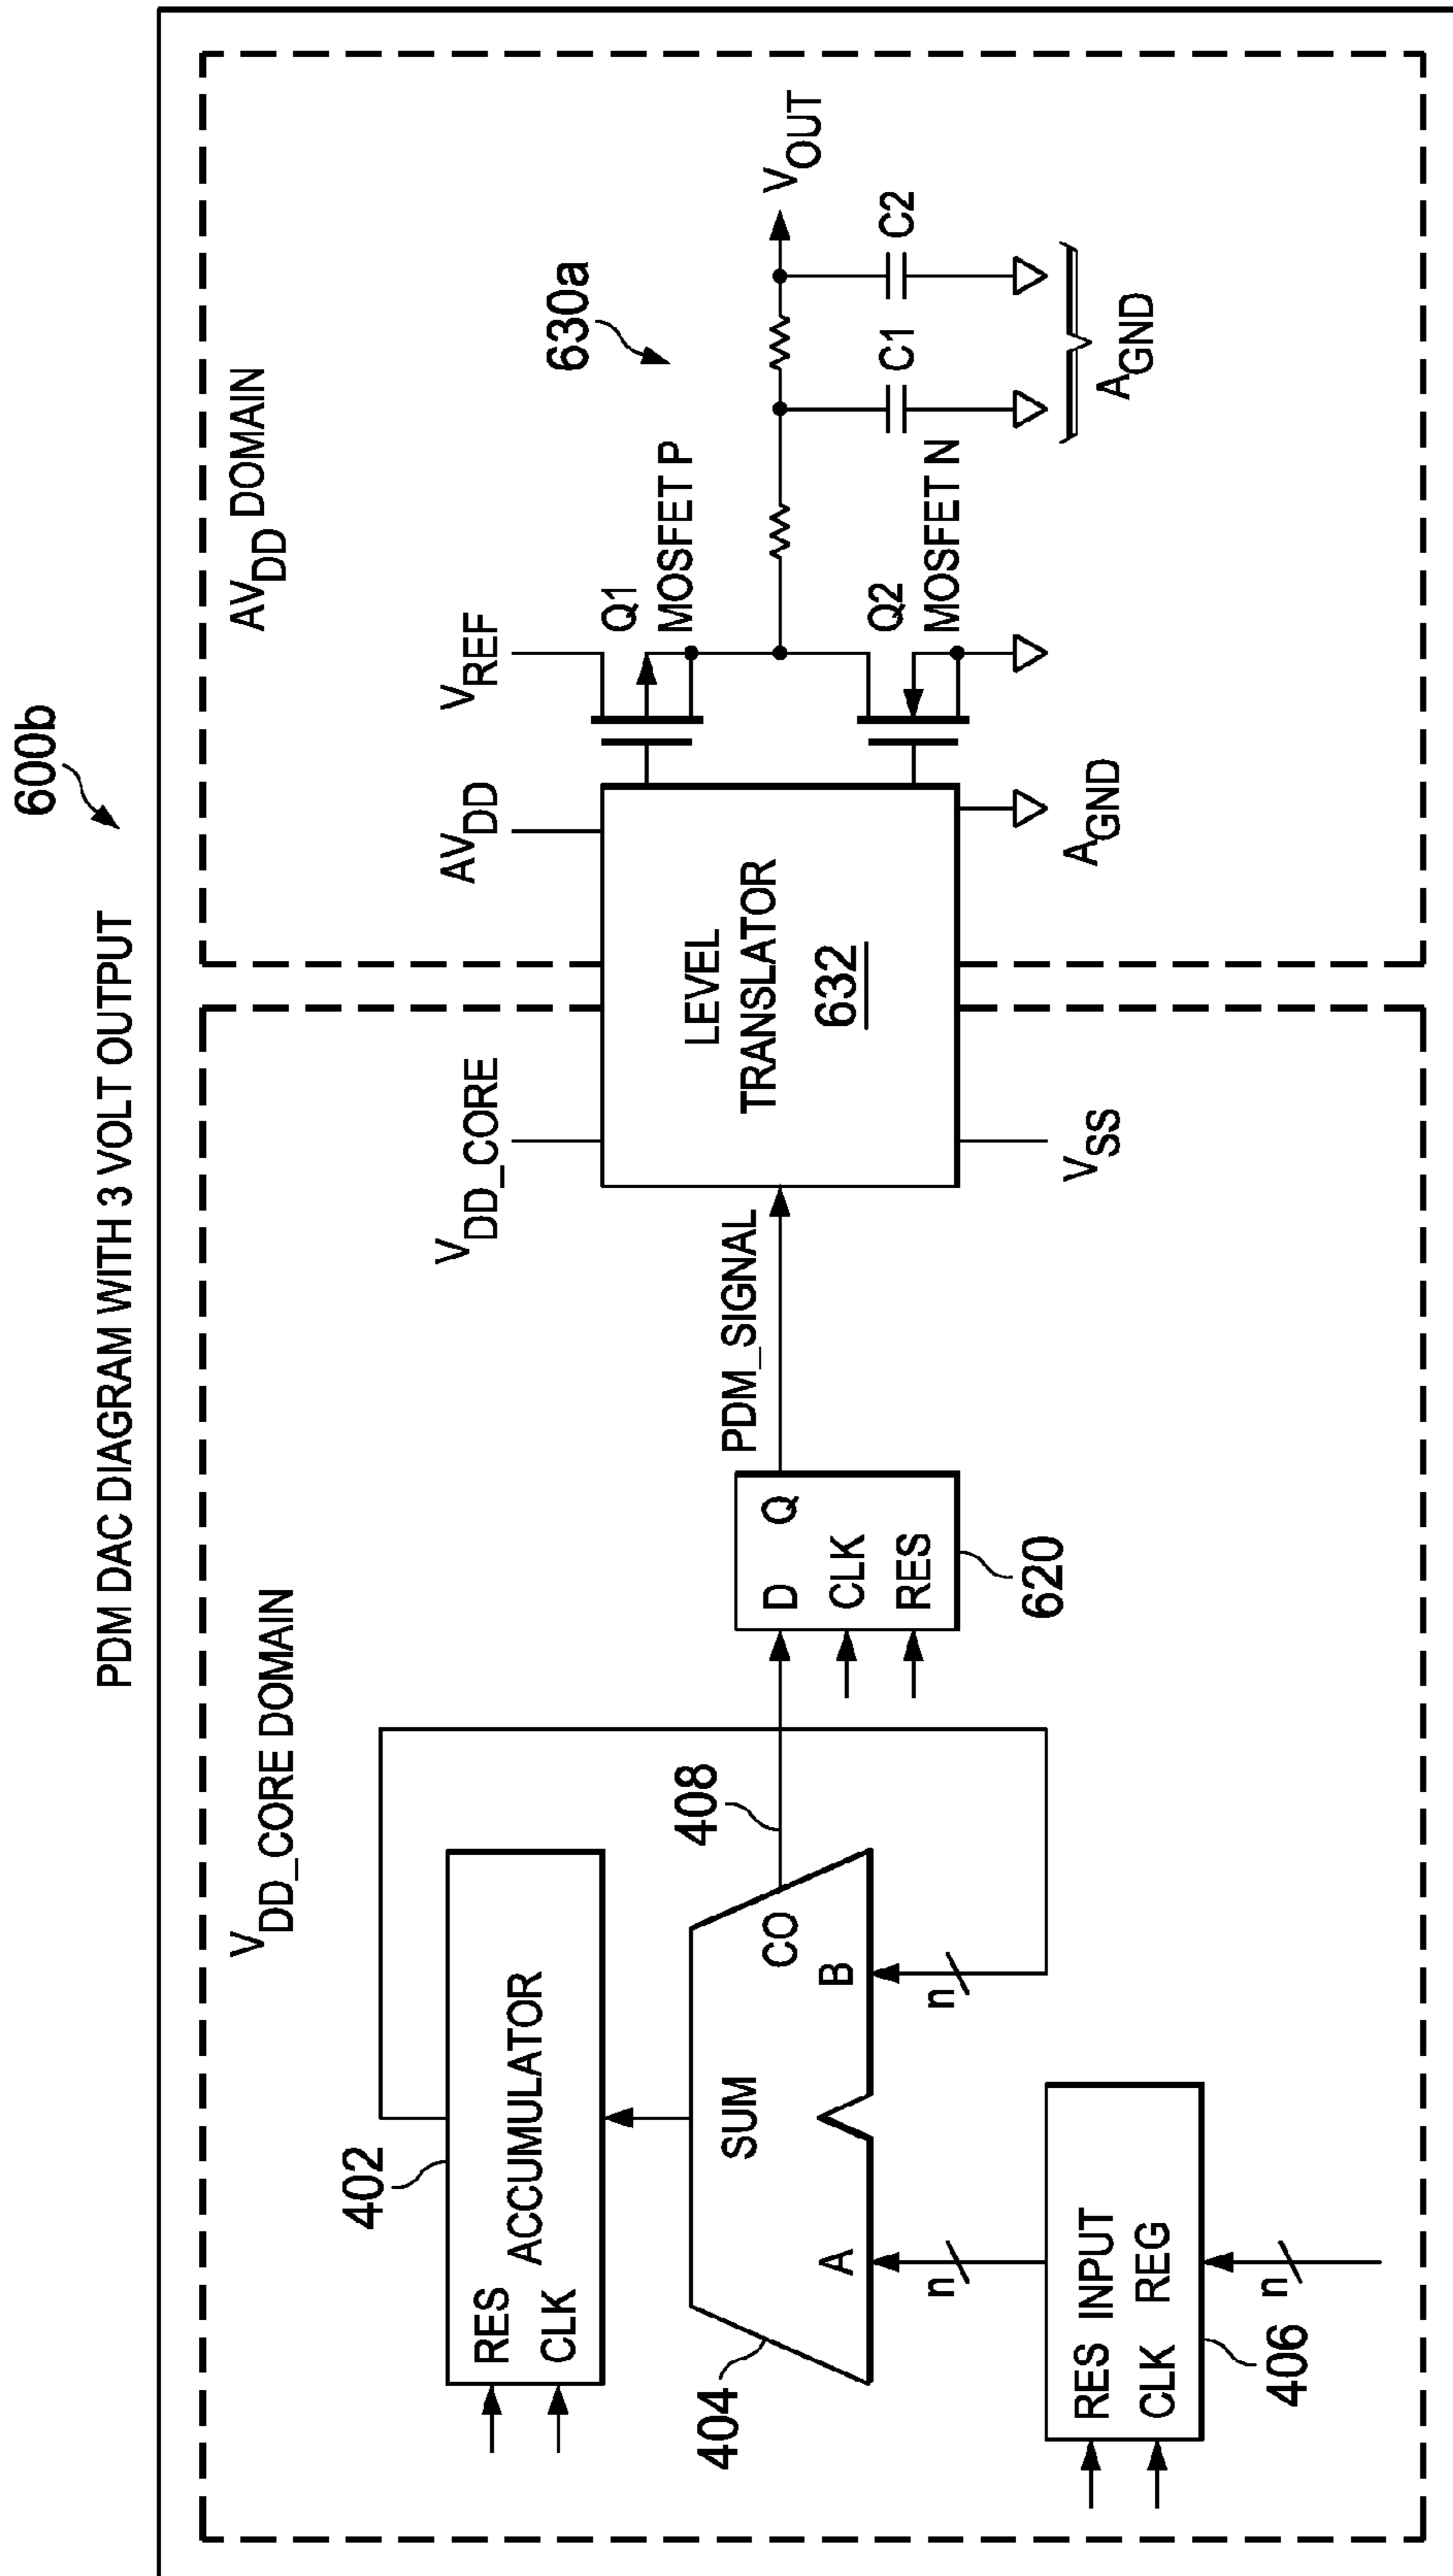 600b
PDM DAC DIAGRAM WITH 3 VOLT OUTPUT
VDD_CORE DOMAIN
AVDD DOMAIN
402
RES
CLK
ACCUMULATOR
404
SUM
CO
A
B
408
n
n
RES INPUT
CLK REG
406
n
D Q
CLK
RES
620
PDM_SIGNAL
VDD_CORE
AVDD
VREF
LEVEL
TRANSLATOR
632
VSS
AGND
Q1
MOSFET P
Q2
MOSFET N
630a
VOUT
C1
C2
AGND